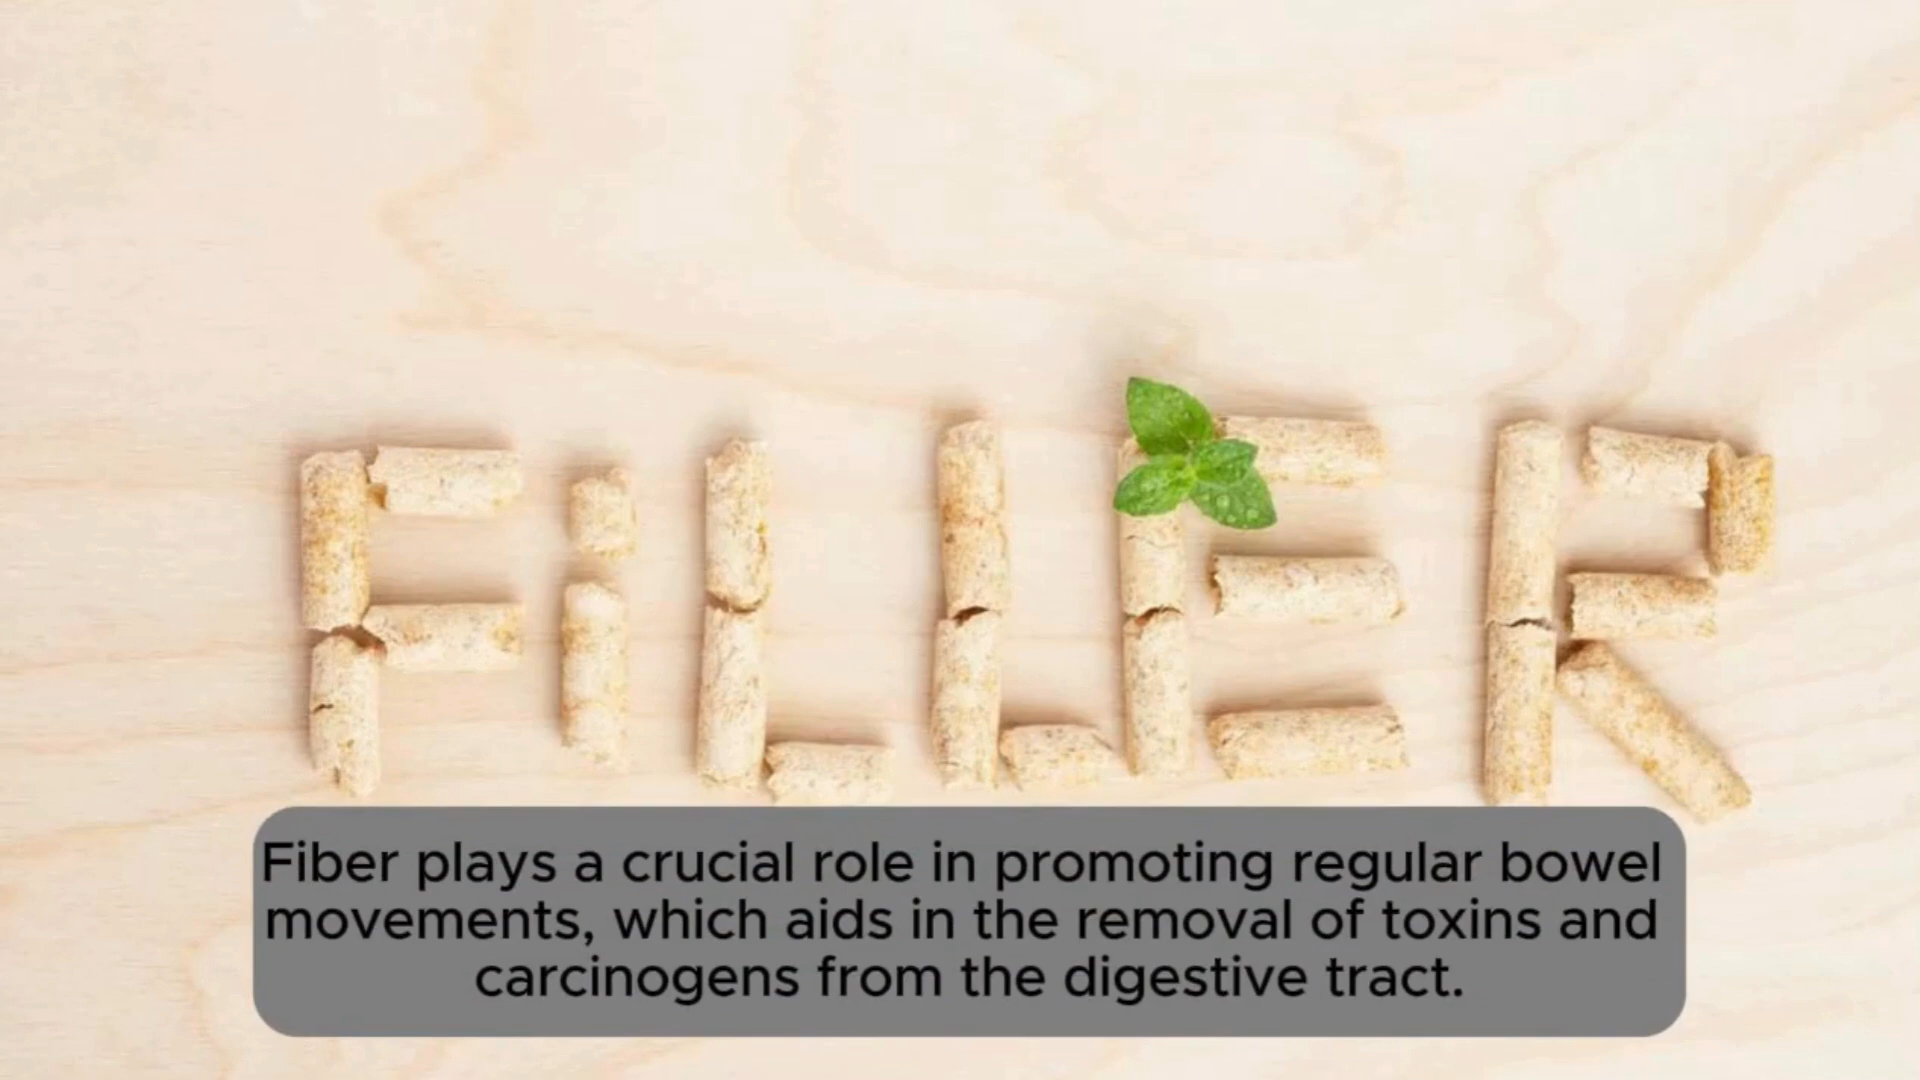 FiLLER
Fiber plays a crucial role in promoting regular bowel
movements, which aids in the removal of toxins and
carcinogens from the digestive tract.